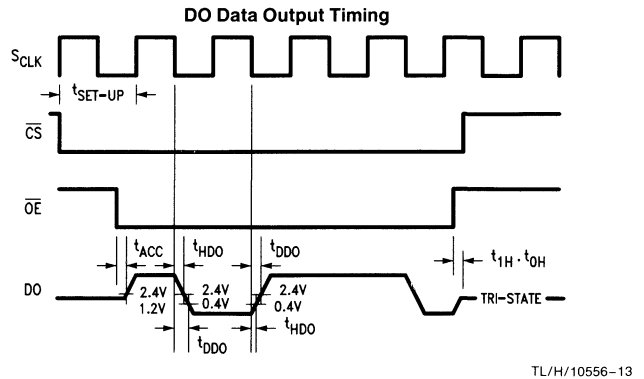 DO Data Output Timing
SCLK
tSET-UP
CS
OE
tACC
tHDO
tDDO
t1H · t0H
DO
2.4V
1.2V
2.4V
0.4V
2.4V
0.4V
TRI-STATE
tHDO
tDDO
TL/H/10556–13